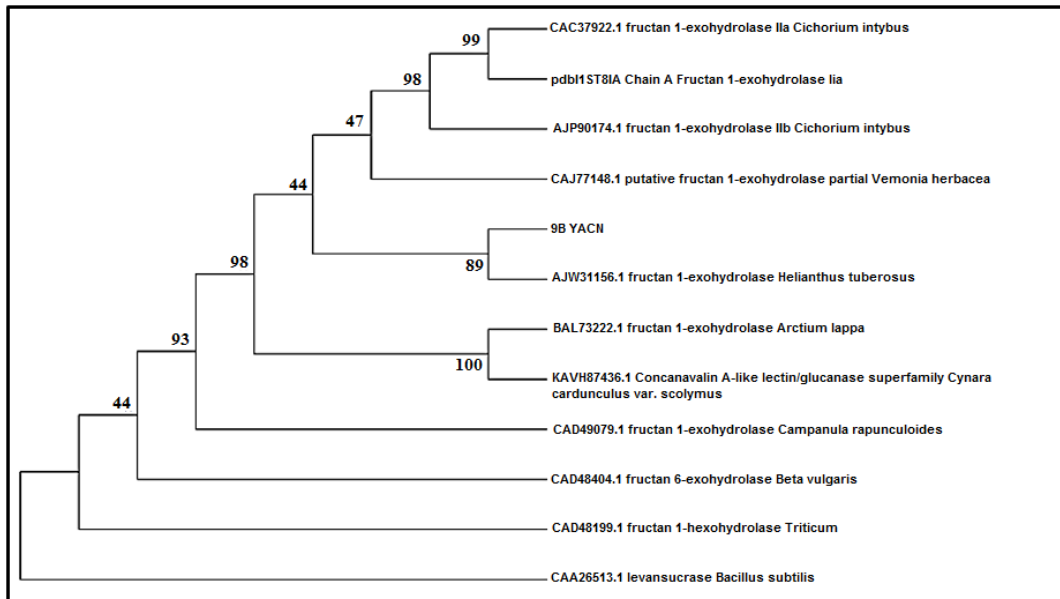 CAC37922.1 fructan 1-exohydrolase IIa Cichorium intybus
99
pdbl1ST8IA Chain A Fructan 1-exohydrolase Iia
98
AJP90174.1 fructan 1-exohydrolase IIb Cichorium intybus
47
CAJ77148.1 putative fructan 1-exohydrolase partial Vernonia herbacea
44
9B YACN
98
89
AJW31156.1 fructan 1-exohydrolase Helianthus tuberosus
BAL73222.1 fructan 1-exohydrolase Arctium lappa
93
100
KAVH87436.1 Concanavalin A-like lectin/glucanase superfamily Cynara
cardunculus var. scolymus
44
CAD49079.1 fructan 1-exohydrolase Campanula rapunculoides
CAD48404.1 fructan 6-exohydrolase Beta vulgaris
CAD48199.1 fructan 1-hexohydrolase Triticum
CAA26513.1 levansucrase Bacillus subtilis